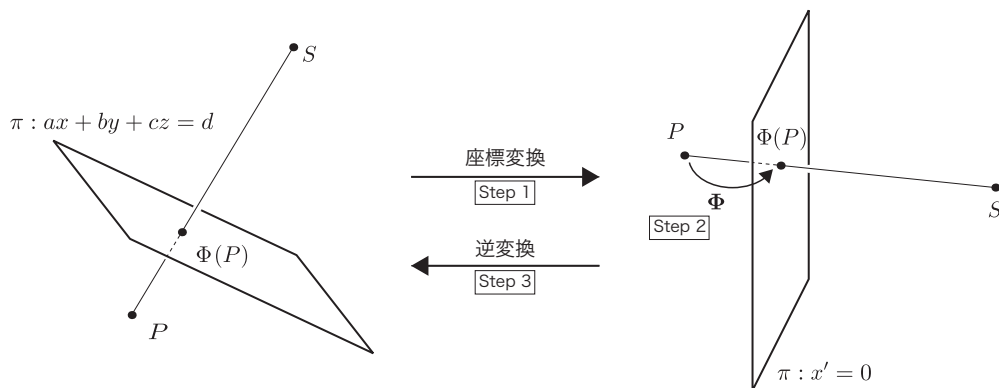 S
π : ax + by + cz = d
Φ(P)
P
座標変換
Step 1
逆変換
Step 3
P
Φ(P)
Φ
Step 2
S
π : x′ = 0